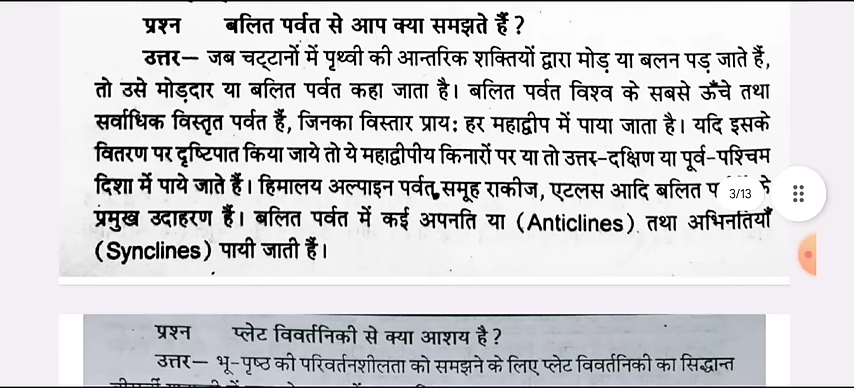 प्रश्न बलित पर्वत से आप क्या समझते हैं ?
उत्तर— जब चट्टानों में पृथ्वी की आन्तरिक शक्तियों द्वारा मोड़ या बलन पड़ जाते हैं,
तो उसे मोड़दार या बलित पर्वत कहा जाता है। बलित पर्वत विश्व के सबसे ऊँचे तथा
सर्वाधिक विस्तृत पर्वत हैं, जिनका विस्तार प्राय: हर महाद्वीप में पाया जाता है। यदि इसके
वितरण पर दृष्टिपात किया जाये तो ये महाद्वीपीय किनारों पर या तो उत्तर-दक्षिण या पूर्व-पश्चिम
दिशा में पाये जाते हैं। हिमालय अल्पाइन पर्वत समूह राकीज, एटलस आदि बलित 3/13
प्रमुख उदाहरण हैं। बलित पर्वत में कई अपनति या (Anticlines) तथा अभिनतियाँ
(Synclines) पायी जाती हैं।
प्रश्न प्लेट विवर्तनिकी से क्या आशय है ?
उत्तर— भू-पृष्ठ की परिवर्तनशीलता को समझने के लिए प्लेट विवर्तनिकी का सिद्धान्त